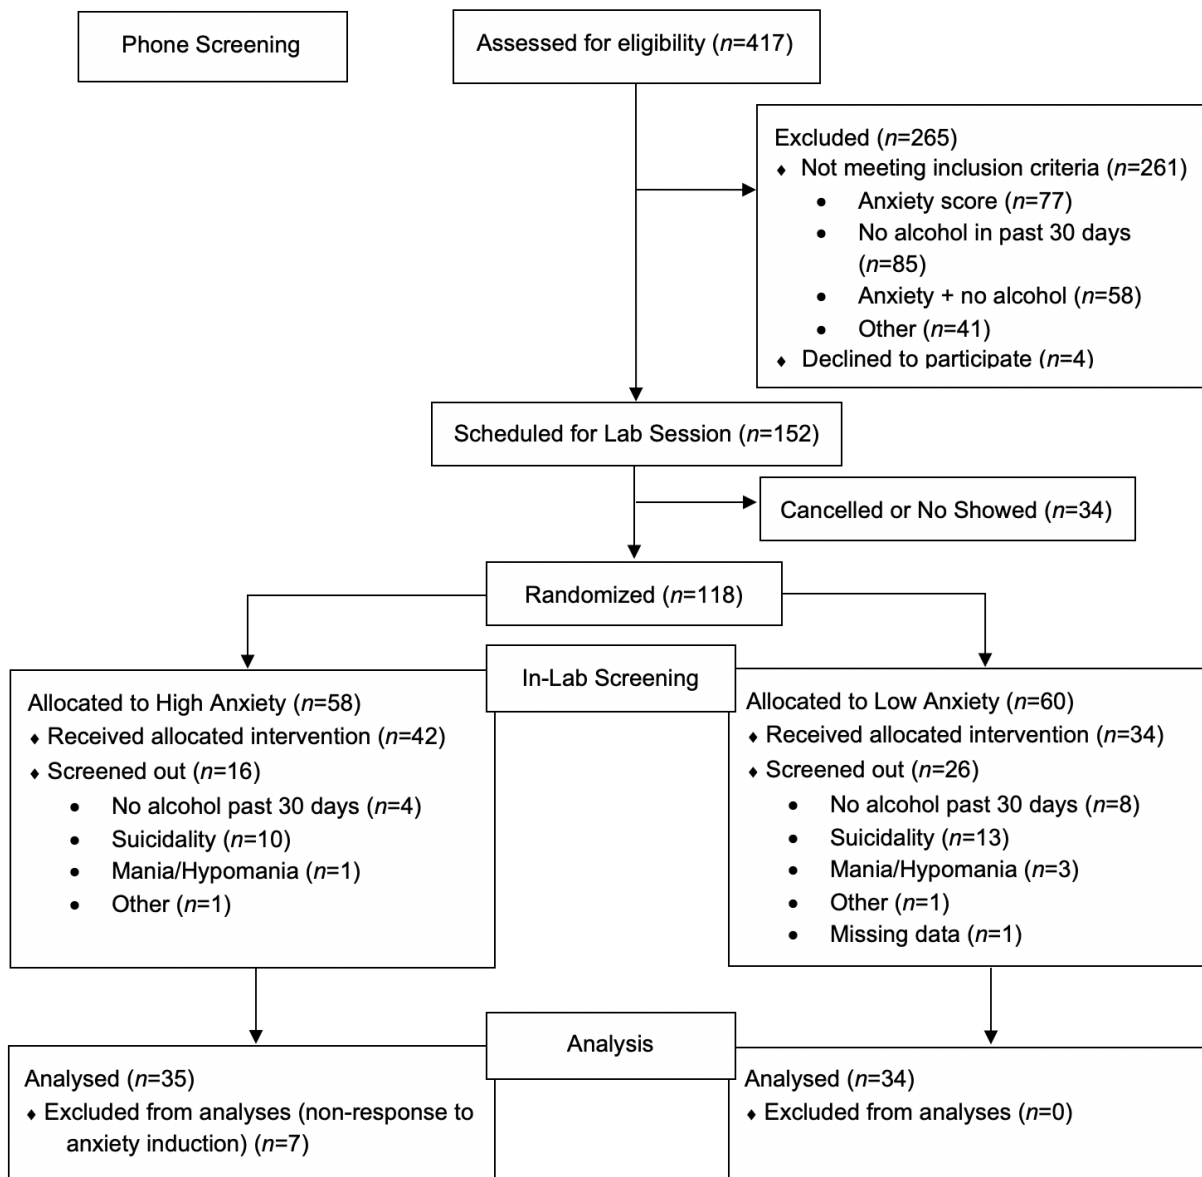 Phone Screening
Assessed for eligibility (n=417)
Excluded (n=265)
♦ Not meeting inclusion criteria (n=261)
• Anxiety score (n=77)
• No alcohol in past 30 days
(n=85)
• Anxiety + no alcohol (n=58)
• Other (n=41)
♦ Declined to participate (n=4)
Scheduled for Lab Session (n=152)
Cancelled or No Showed (n=34)
Randomized (n=118)
In-Lab Screening
Allocated to High Anxiety (n=58)
♦ Received allocated intervention (n=42)
♦ Screened out (n=16)
• No alcohol past 30 days (n=4)
• Suicidality (n=10)
• Mania/Hypomania (n=1)
• Other (n=1)
Allocated to Low Anxiety (n=60)
♦ Received allocated intervention (n=34)
♦ Screened out (n=26)
• No alcohol past 30 days (n=8)
• Suicidality (n=13)
• Mania/Hypomania (n=3)
• Other (n=1)
• Missing data (n=1)
Analysis
Analysed (n=35)
♦ Excluded from analyses (non-response to
anxiety induction) (n=7)
Analysed (n=34)
♦ Excluded from analyses (n=0)